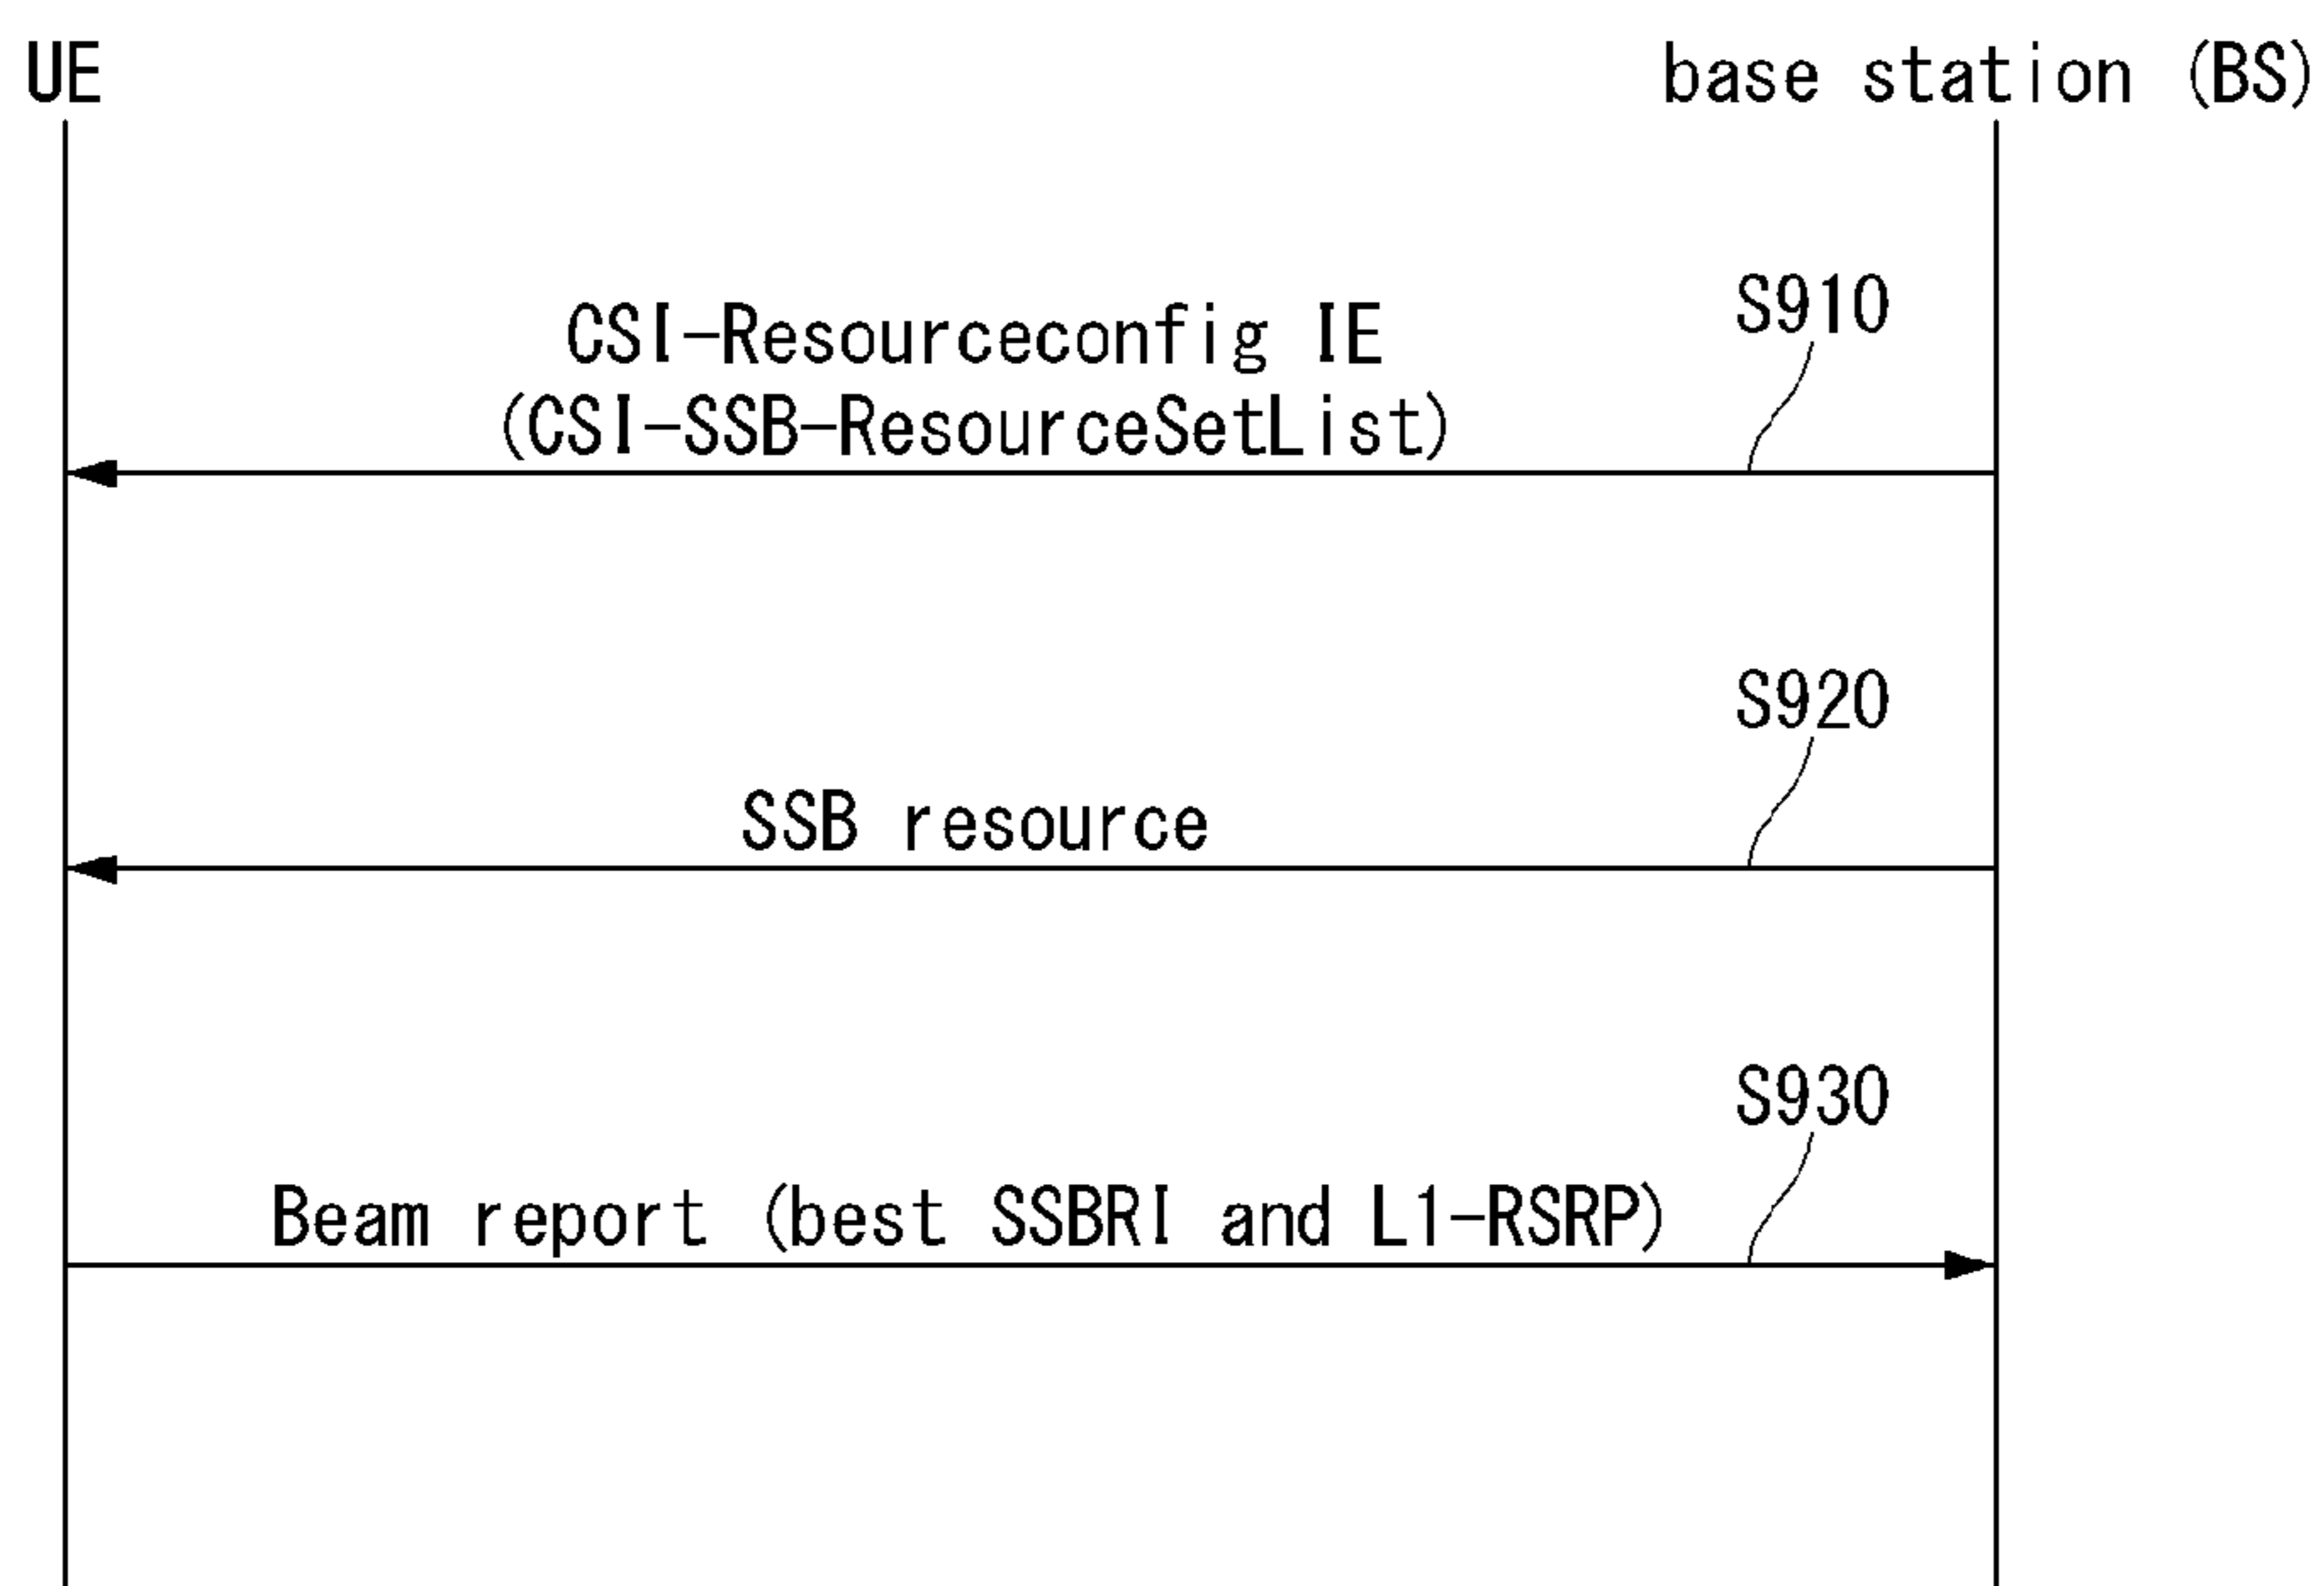 UE
base station (BS)
S910
CSI-Resourceconfig IE
(CSI-SSB-ResourceSetList)
S920
SSB resource
S930
Beam report (best SSBRI and L1-RSRP)